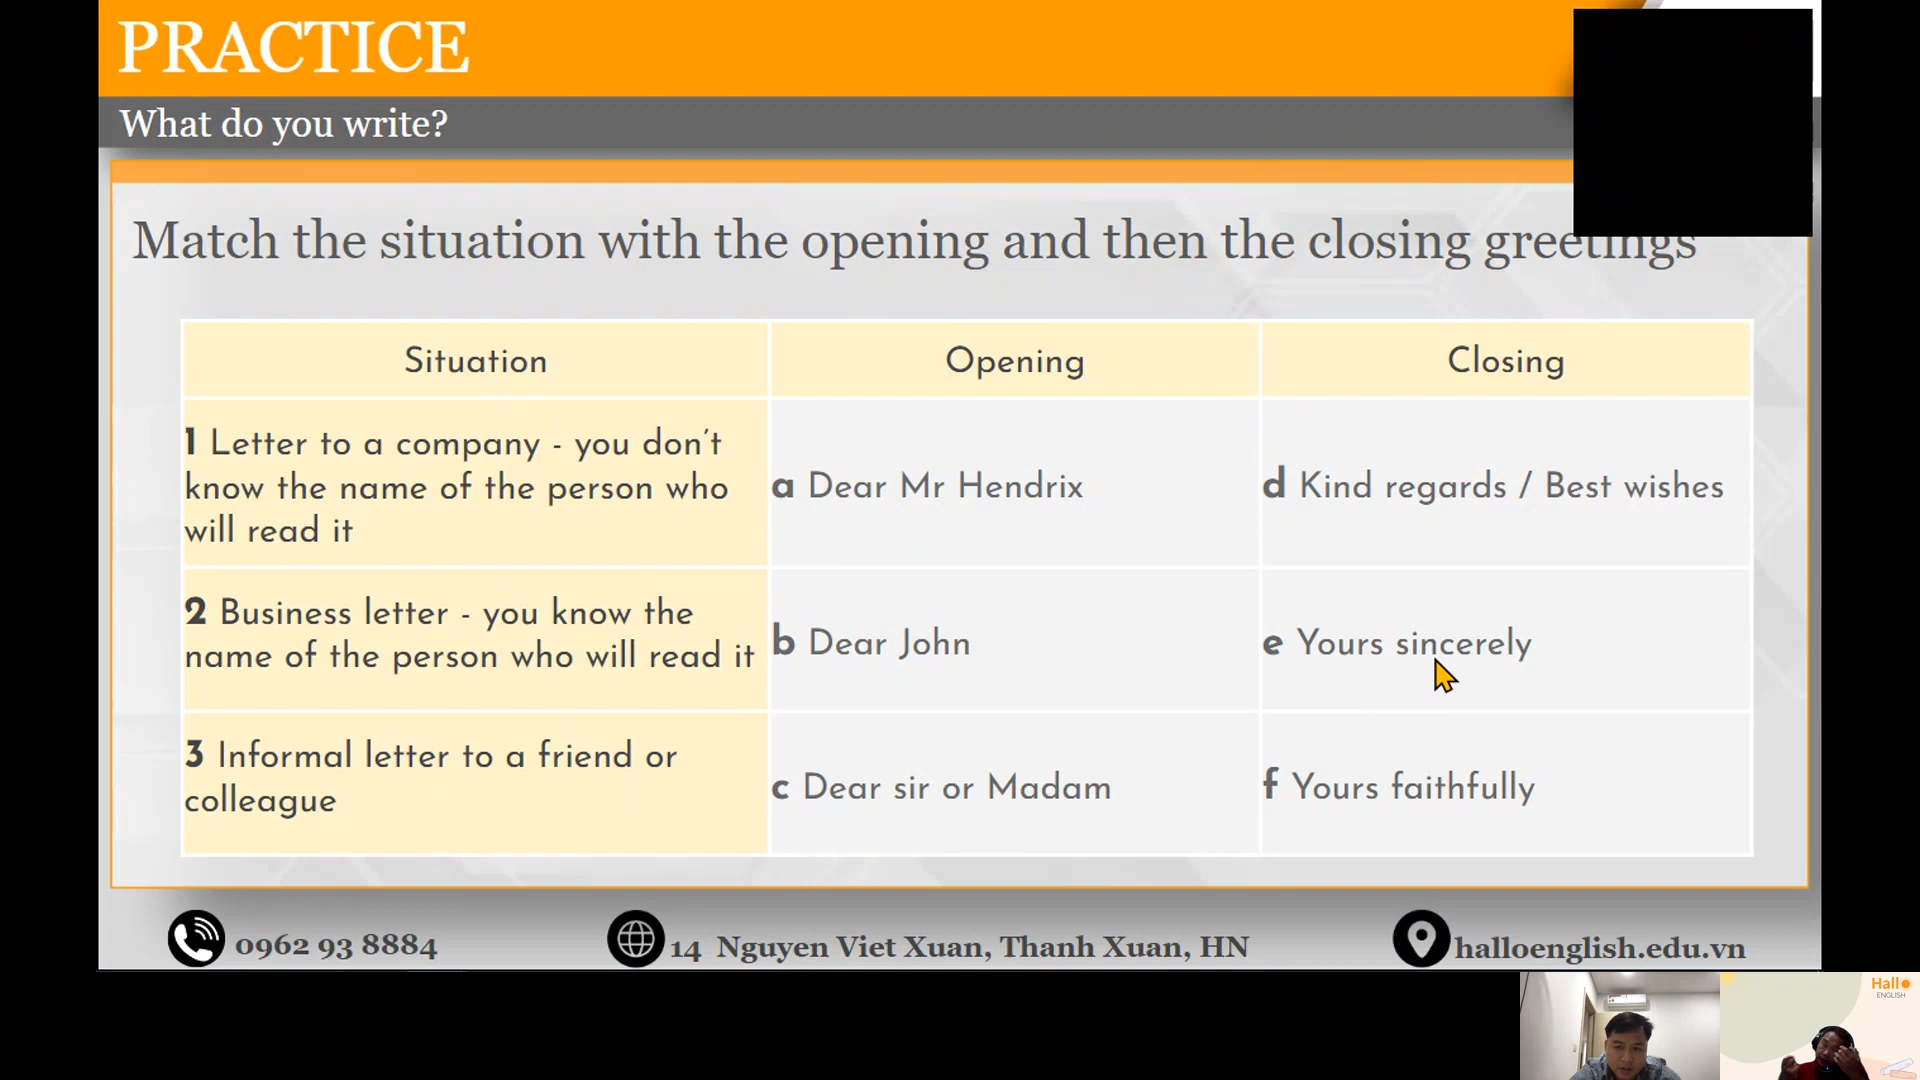 PRACTICE
What do you write?
Match the situation with the opening and then the closing greetings
Situation
Opening
Closing
1 Letter to a company - you don't
know the name of the person who
will read it
a Dear Mr Hendrix
d Kind regards / Best wishes
2 Business letter - you know the
name of the person who will read it
b Dear John
e Yours sincerely
3 Informal letter to a friend or
colleague
c Dear sir or Madam
f Yours faithfully
0962 93 8884
14 Nguyen Viet Xuan, Thanh Xuan, HN
halloenglish.edu.vn
Hall
ENGLISH